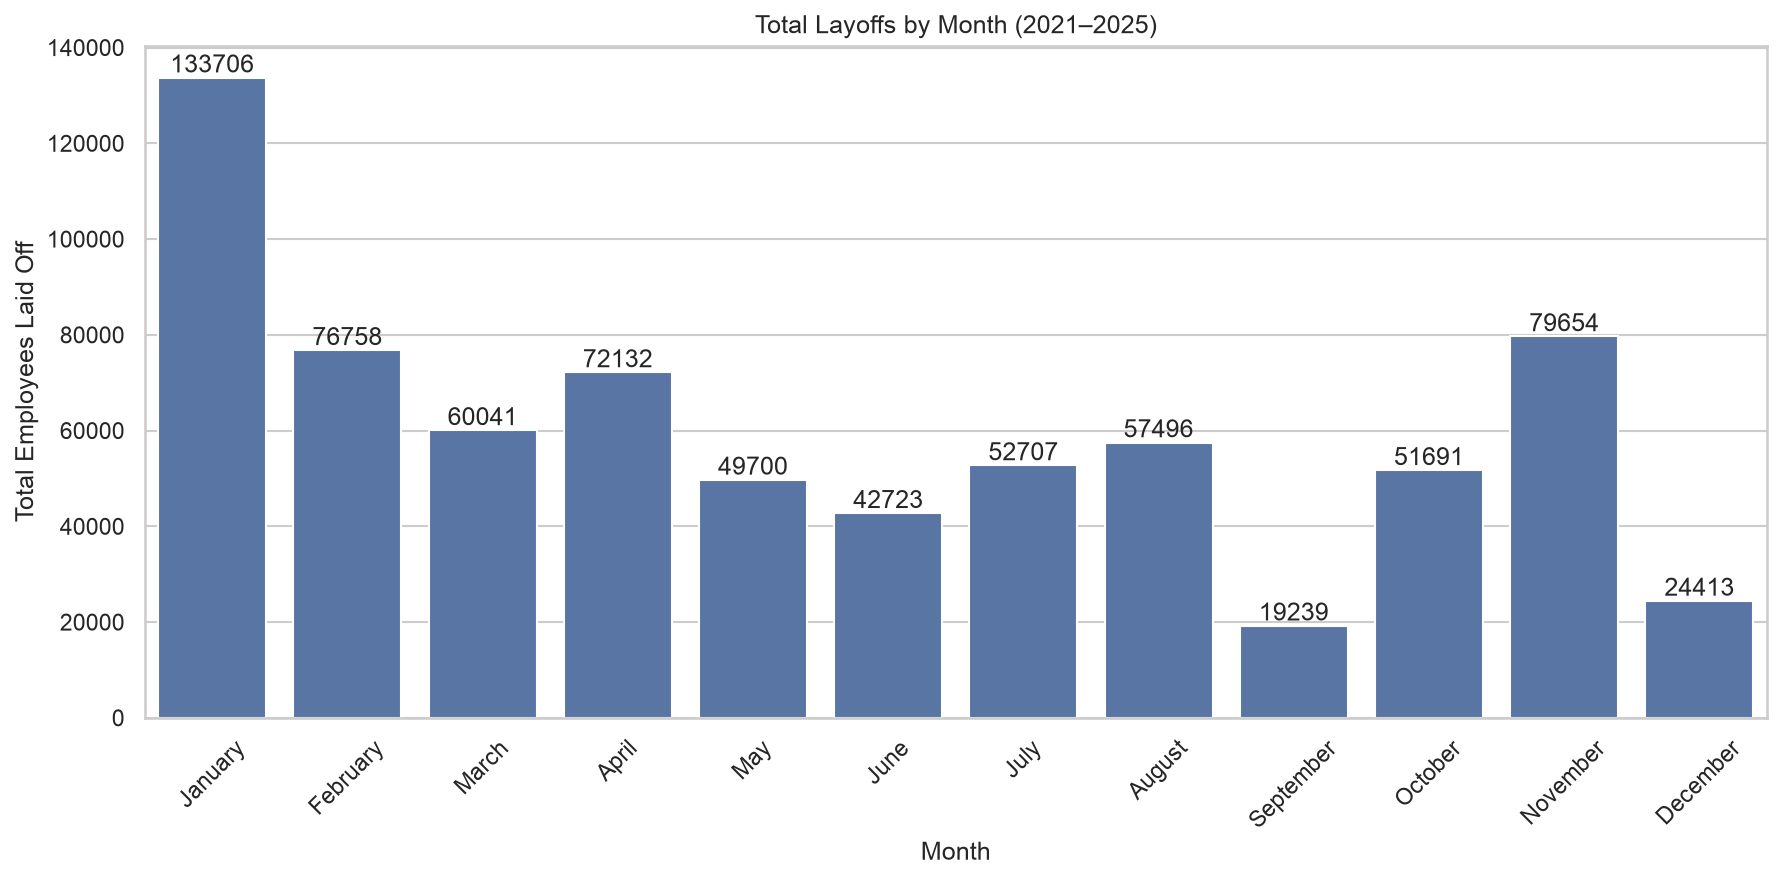 Total Layoffs by Month (2021–2025)
Total Employees Laid Off
140000
120000
100000
80000
60000
40000
20000
0
133706
76758
60041
72132
49700
42723
52707
57496
19239
51691
79654
24413
January
February
March
April
May
June
July
August
September
October
November
December
Month